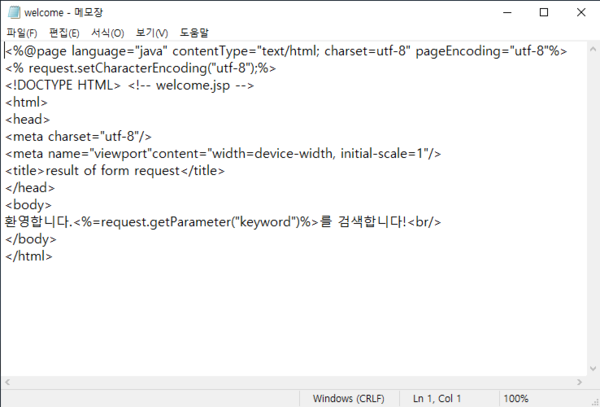 welcome - 메모장
파일(F) 편집(E) 서식(O) 보기(V) 도움말
<%@page language="java" contentType="text/html; charset=utf-8" pageEncoding="utf-8"%>
<% request.setCharacterEncoding("utf-8");%>
<!DOCTYPE HTML> <!-- welcome.jsp -->
<html>
<head>
<meta charset="utf-8"/>
<meta name="viewport"content="width=device-width, initial-scale=1"/>
<title>result of form request</title>
</head>
<body>
환영합니다.<%=request.getParameter("keyword")%>를 검색합니다!<br/>
</body>
</html>
Windows (CRLF) Ln 1, Col 1 100%